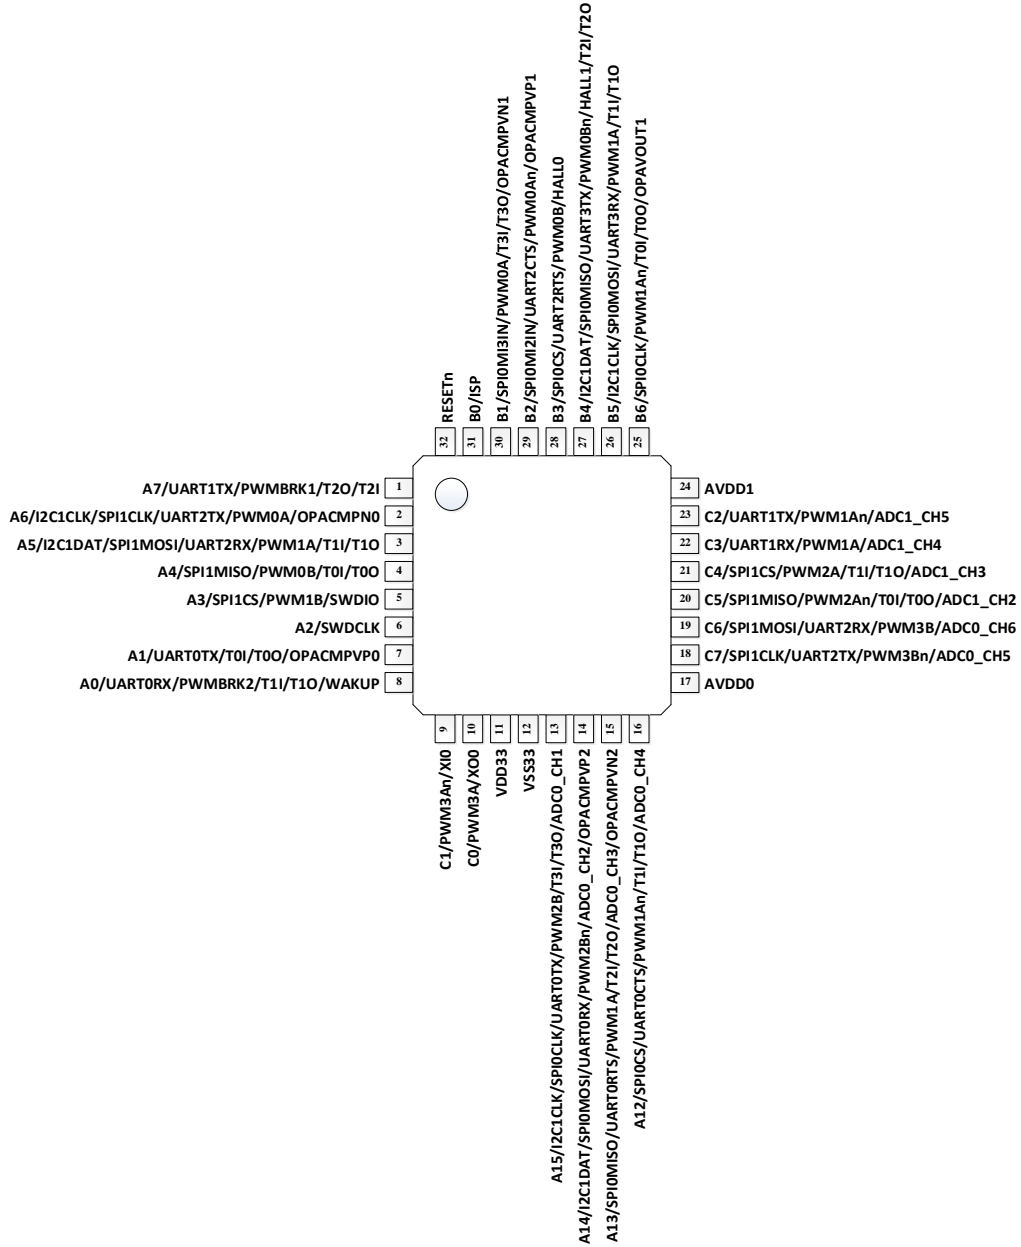 B4/I2C1DAT/SPI0MISO/UART3TX/PWM0Bn/HALL1/T2I/T2O
B5/I2C1CLK/SPI0MOSI/UART3RX/PWM1A/T1I/T1O
B6/SPI0CLK/PWM1An/T0I/T0O/OPAVOUT1
B3/SPI0CS/UART2RTS/PWM0B/HALL0
B2/SPI0MI2IN/UART2CTS/PWM0An/OPACMPVP1
B1/SPI0MI3IN/PWM0A/T3I/T3O/OPACMPVN1
B0/ISP
RESETn
32
31
30
29
28
27
26
25
A7/UART1TX/PWMBRK1/T2O/T2I
1
A6/I2C1CLK/SPI1CLK/UART2TX/PWM0A/OPACMPN0
2
A5/I2C1DAT/SPI1MOSI/UART2RX/PWM1A/T1I/T1O
3
A4/SPI1MISO/PWM0B/T0I/T0O
4
A3/SPI1CS/PWM1B/SWDIO
5
A2/SWDCLK
6
A1/UART0TX/T0I/T0O/OPACMPVP0
7
A0/UART0RX/PWMBRK2/T1I/T1O/WAKUP
8
24
AVDD1
23
C2/UART1TX/PWM1An/ADC1_CH5
22
C3/UART1RX/PWM1A/ADC1_CH4
21
C4/SPI1CS/PWM2A/T1I/T1O/ADC1_CH3
20
C5/SPI1MISO/PWM2An/T0I/T0O/ADC1_CH2
19
C6/SPI1MOSI/UART2RX/PWM3B/ADC0_CH6
18
C7/SPI1CLK/UART2TX/PWM3Bn/ADC0_CH5
17
AVDD0
9
10
11
12
13
14
15
16
C1/PWM3An/XI0
C0/PWM3A/XO0
VDD33
VSS33
A15/I2C1CLK/SPI0CLK/UART0TX/PWM2B/T3I/T3O/ADC0_CH1
A14/I2C1DAT/SPI0MOSI/UART0RX/PWM2Bn/ADC0_CH2/OPACMPVP2
A13/SPI0MISO/UART0RTS/PWM1A/T2I/T2O/ADC0_CH3/OPACMPVN2
A12/SPI0CS/UART0CTS/PWM1An/T1I/T1O/ADC0_CH4